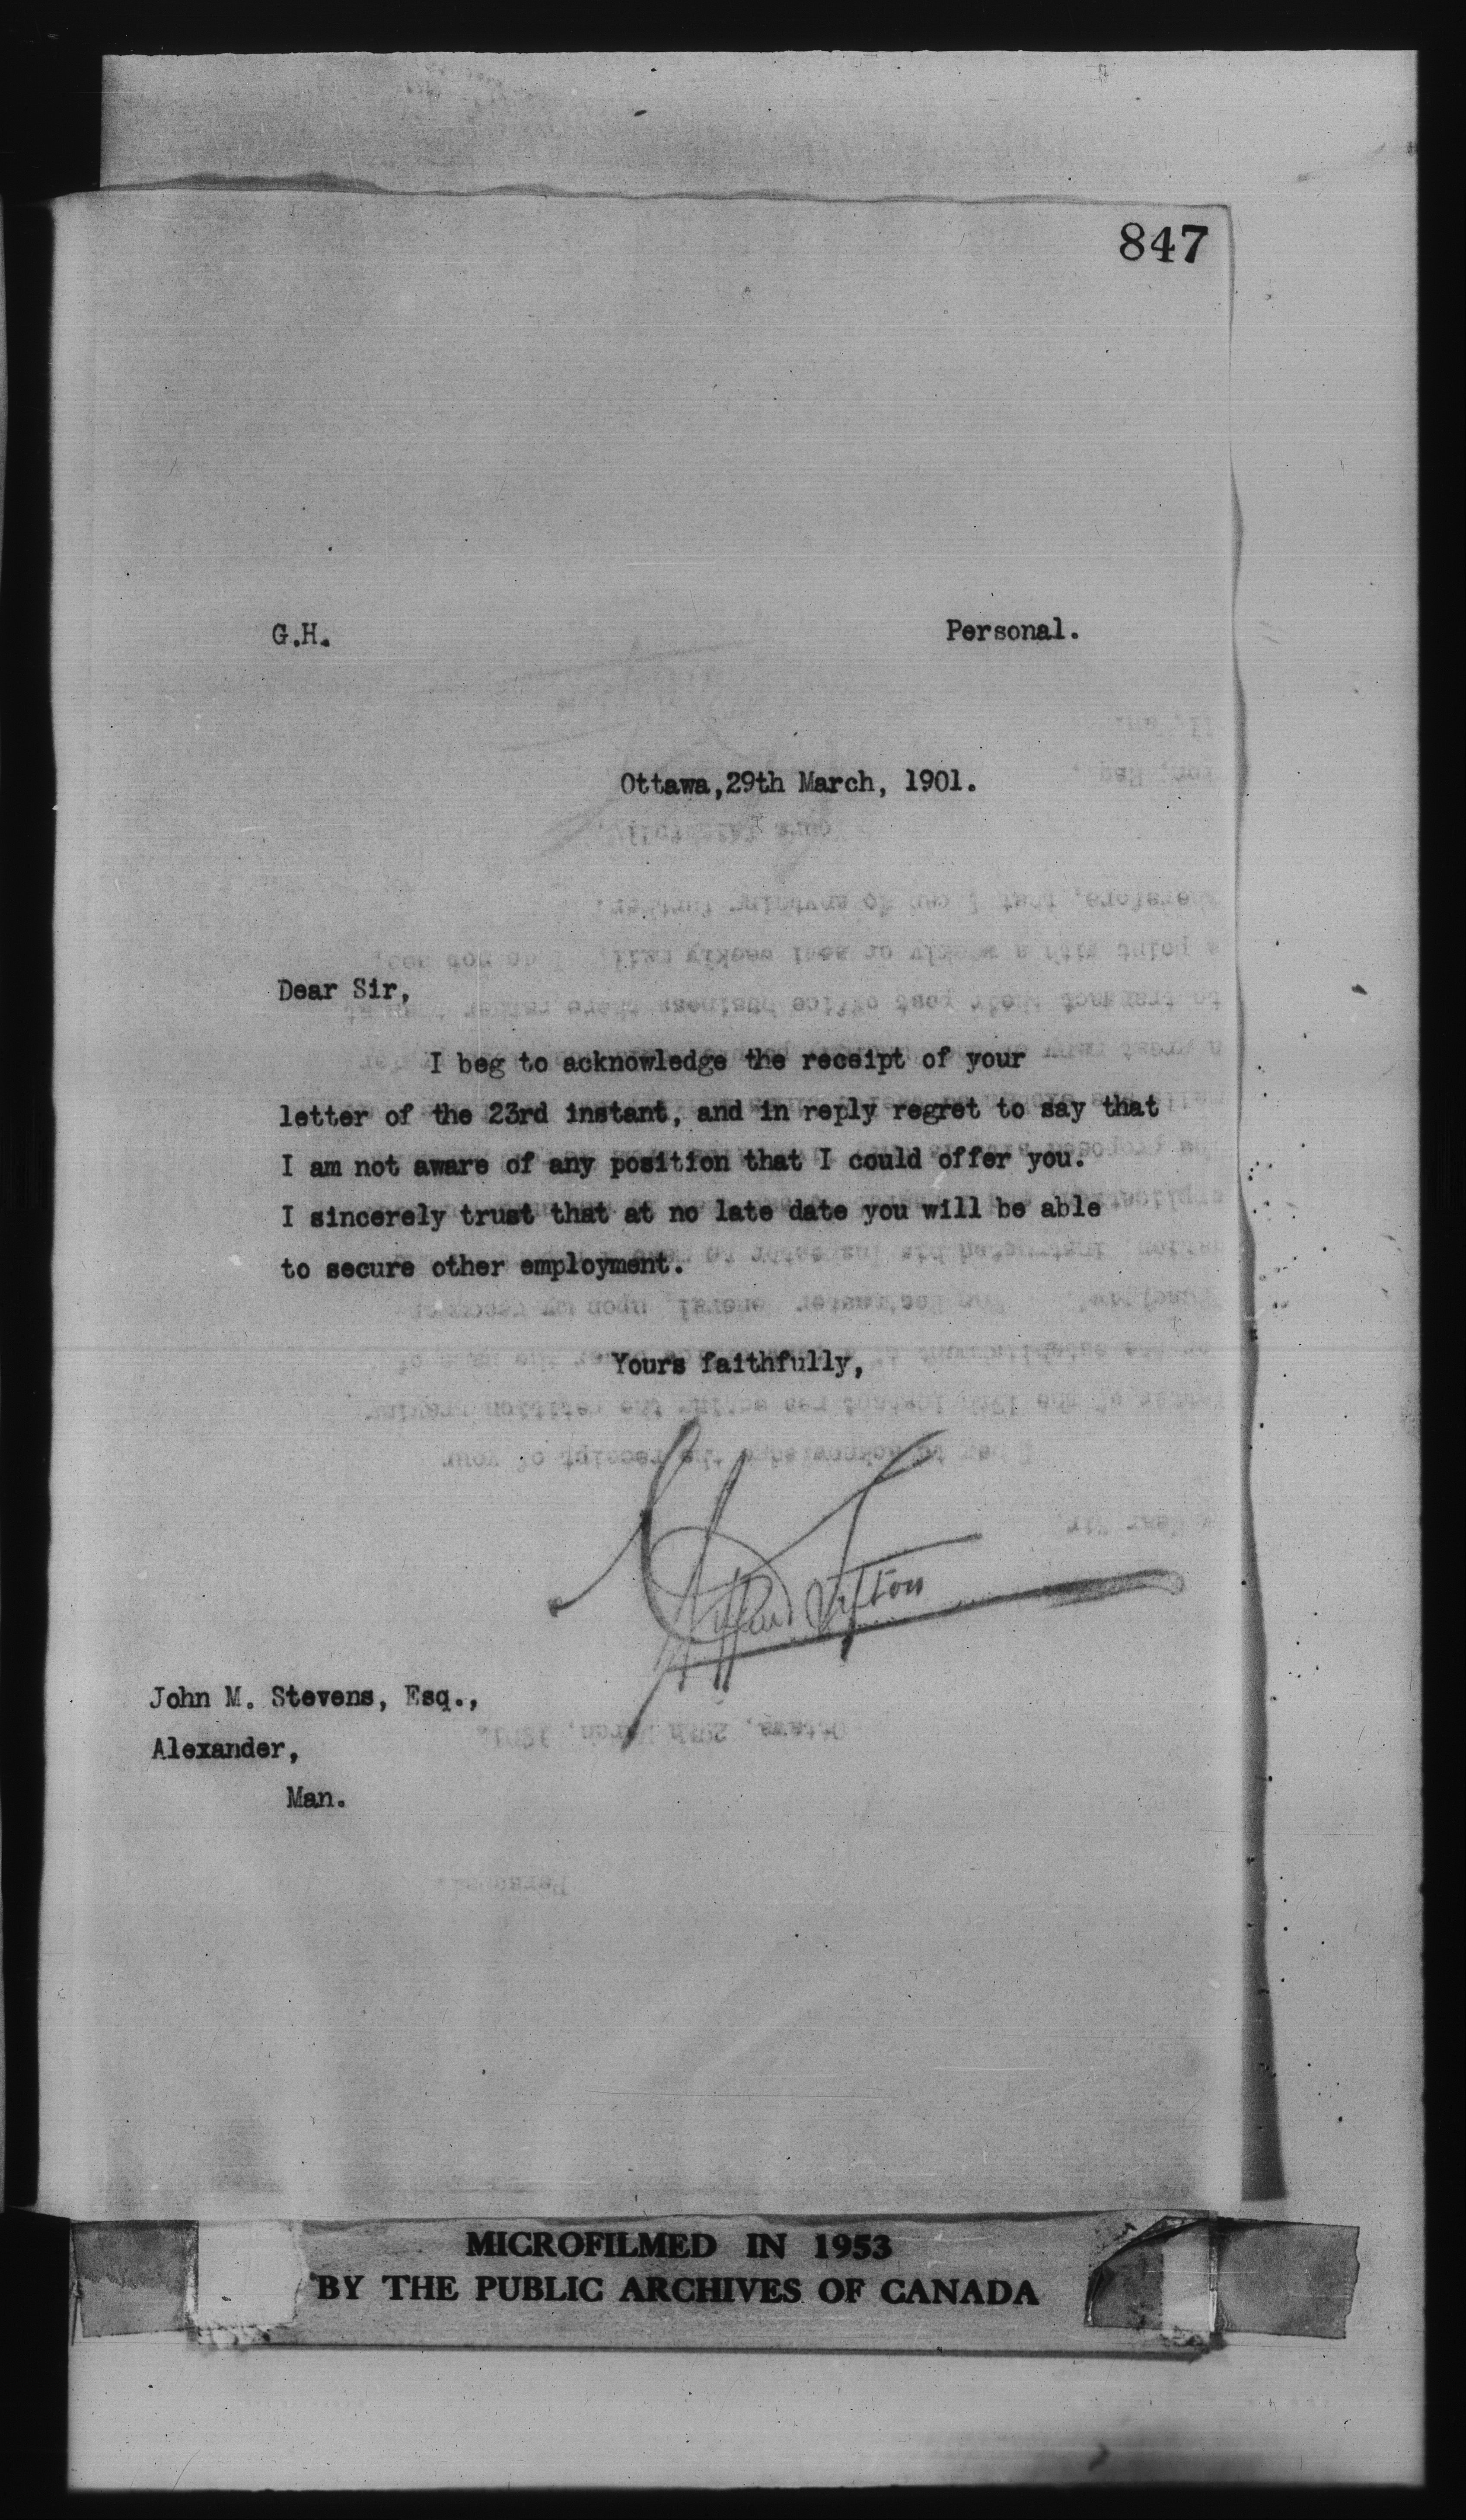 847
G.H.
Personal.
Ottawa,29th March, 1901.
Dear Sir,
I beg to acknowledge the receipt of your
letter of the 23rd instant, and in reply regret to say that
I am not aware of any position that I could offer you.
I sincerely trust that at no late date you will be able
to secure other employment.
Yours faithfully,
Clifford Sifton
John M. Stevens, Esq.,
Alexander,
Man.
MICROFILMED IN 1953
BY THE PUBLIC ARCHIVES OF CANADA